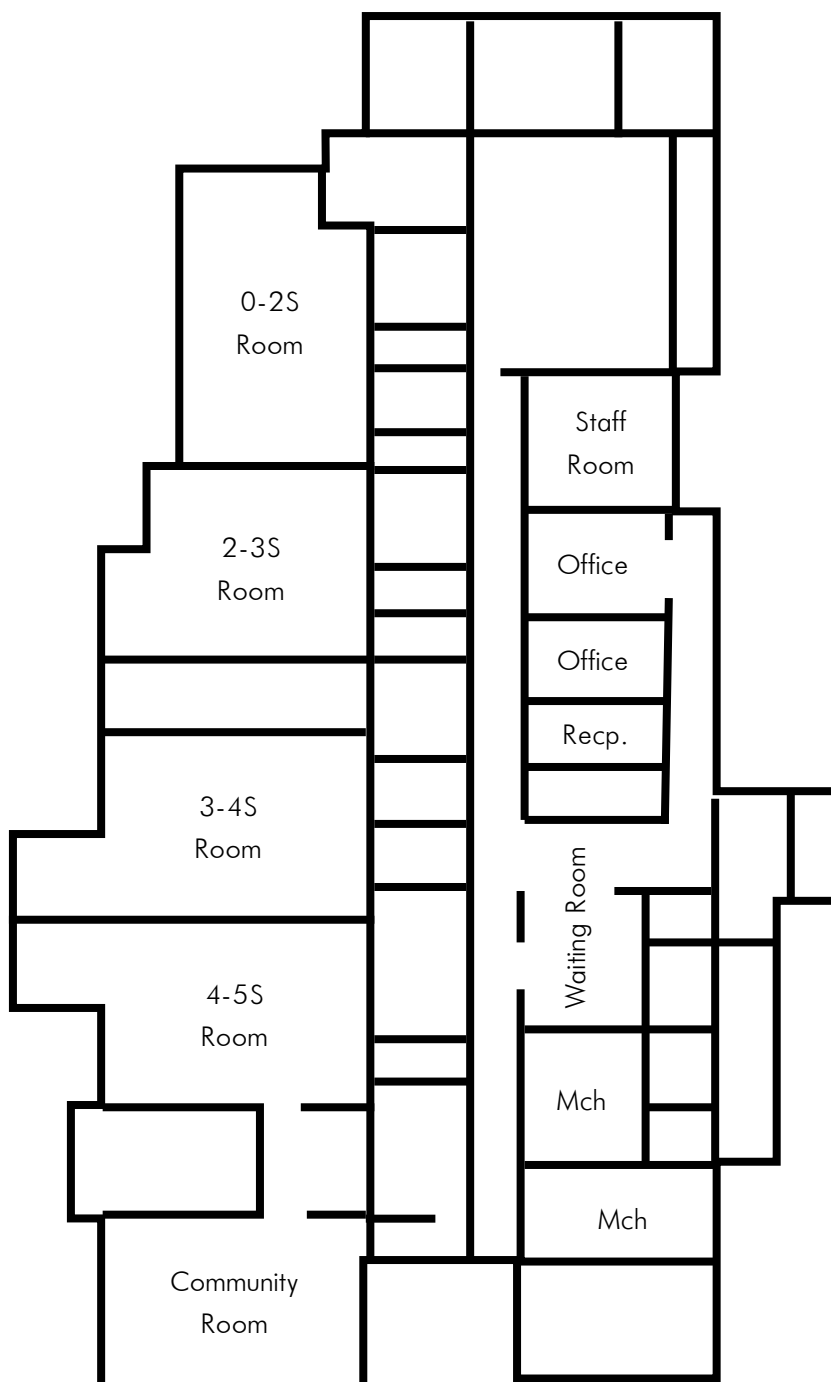 0-2S
Room
Staff
Room
2-3S
Room
Office
Office
Recp.
3-4S
Room
Waiting Room
4-5S
Room
Mch
Mch
Community
Room